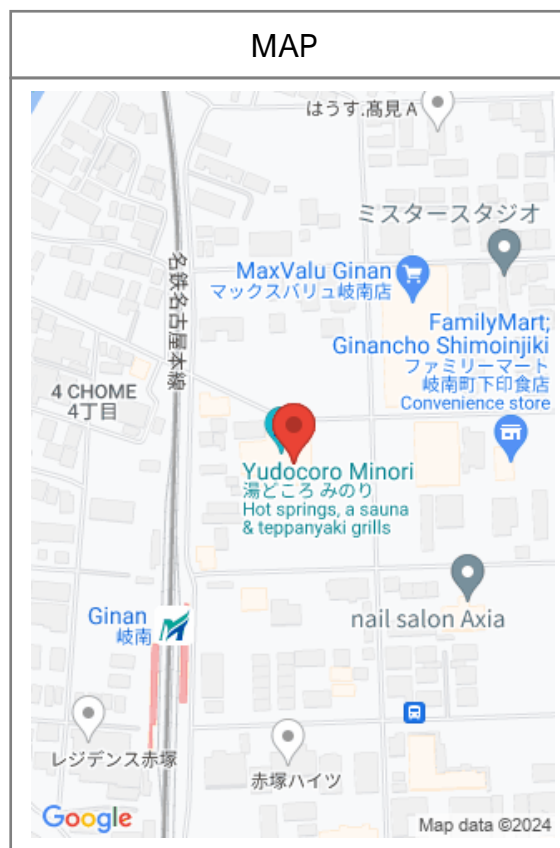 MAP
はうす.髙見 A
ミスタースタジオ
MaxValu Ginan
マックスバリュ岐南店
名鉄名古屋本線
FamilyMart;
Ginancho Shimoinjiki
ファミリーマート
岐南町下印食店
Convenience store
4 CHOME
4丁目
Yudocoro Minori
湯どころ みのり
Hot springs, a sauna
& teppanyaki grills
Ginan
岐南
nail salon Axia
レジデンス赤塚
赤塚ハイツ
Google
Map data ©2024